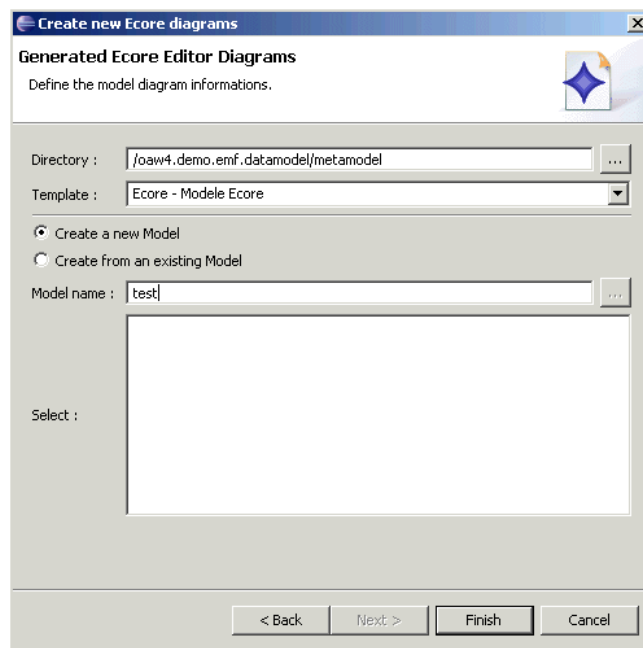 Create new Ecore diagrams
Generated Ecore Editor Diagrams
Define the model diagram informations.
Directory : /oaw4.demo.emf.datamodel/metamodel ...
Template : Ecore - Modele Ecore
Create a new Model
Create from an existing Model
Model name : test ...
Select :
< Back Next > Finish Cancel